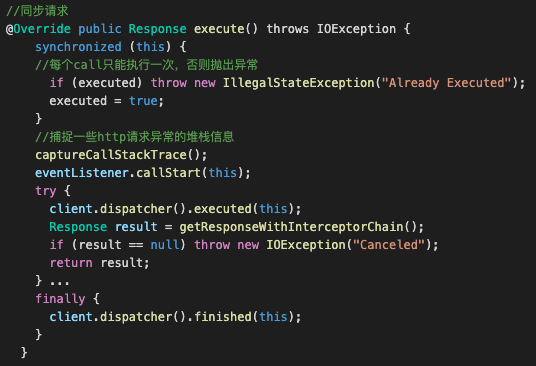 //同步请求
@Override public Response execute() throws IOException {
    synchronized (this) {
    //每个call只能执行一次，否则抛出异常
      if (executed) throw new IllegalStateException("Already Executed");
      executed = true;
    }
    //捕捉一些http请求异常的堆栈信息
    captureCallStackTrace();
    eventListener.callStart(this);
    try {
      client.dispatcher().executed(this);
      Response result = getResponseWithInterceptorChain();
      if (result == null) throw new IOException("Canceled");
      return result;
    } ...
    finally {
      client.dispatcher().finished(this);
    }
  }